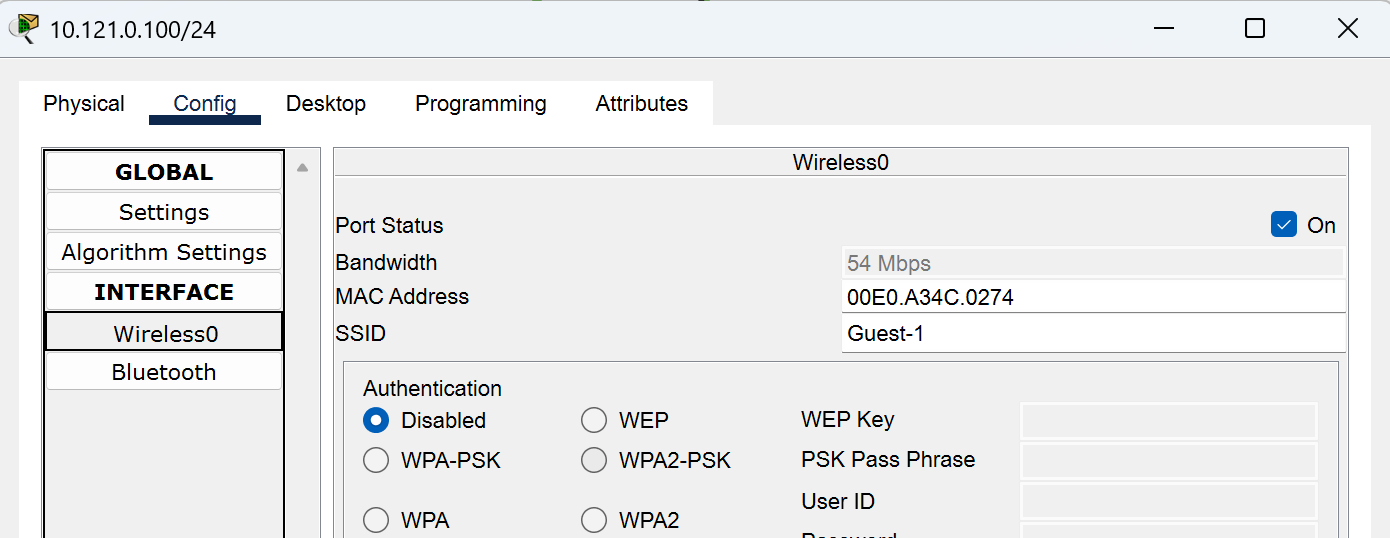 10.121.0.100/24
Physical Config Desktop Programming Attributes
GLOBAL
Settings
Algorithm Settings
INTERFACE
Wireless0
Bluetooth
Wireless0
Port Status On
Bandwidth 54 Mbps
MAC Address 00E0.A34C.0274
SSID Guest-1
Authentication
Disabled WEP WEP Key
WPA-PSK WPA2-PSK PSK Pass Phrase
User ID
WPA WPA2